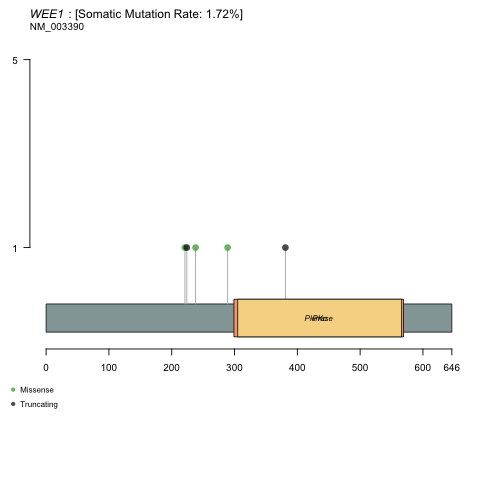 WEE1 : [Somatic Mutation Rate: 1.72%]
NM_003390
5
1
0 100 200 300 400 500 600 646
Missense
Truncating